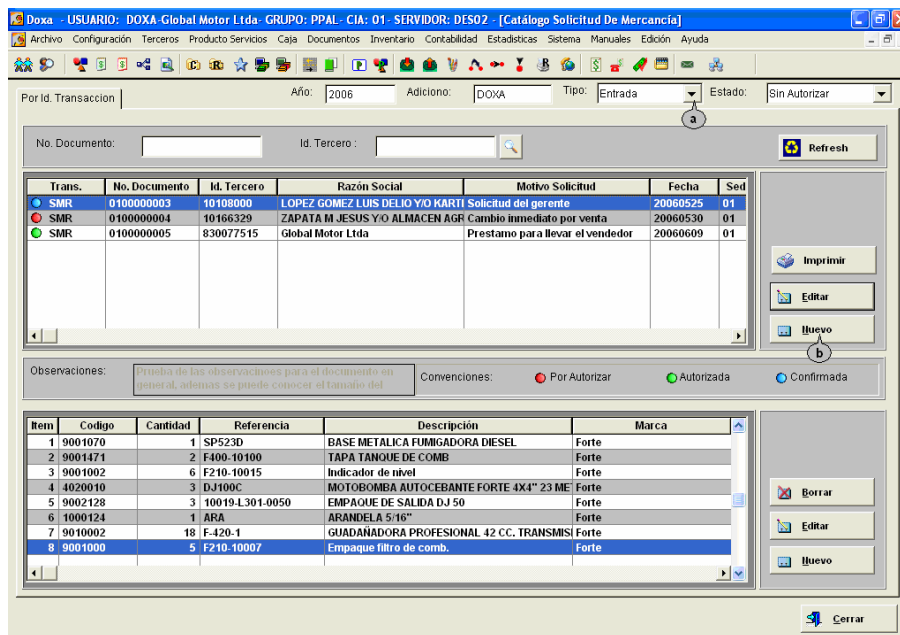 Doxa - USUARIO: DOXA-Global Motor Ltda- GRUPO: PPAL- CIA: 01- SERVIDOR: DES02 - [Catálogo Solicitud De Mercancía]
Archivo Configuración Terceros Producto Servicios Caja Documentos Inventario Contabilidad Estadisticas Sistema Manuales Edición Ayuda
Por Id. Transaccion Año: 2006 Adiciono: DOXA Tipo: Entrada Estado: Sin Autorizar
a
No. Documento: Id. Tercero : Refresh
Trans. No. Documento Id. Tercero Razón Social Motivo Solicitud Fecha Sed
SMR 0100000003 10108000 LOPEZ GOMEZ LUIS DELIO Y/O KARTI Solicitud del gerente 20060525 01
SMR 0100000004 10166329 ZAPATA M JESUS Y/O ALMACEN AGR Cambio inmediato por venta 20060530 01
SMR 0100000005 830077515 Global Motor Ltda Prestamo para llevar el vendedor 20060609 01
Imprimir
Editar
Nuevo
b
Observaciones: Prueba de las observacinoes para el documento en
general, ademas se puede conocer el tamaño del
Convenciones: Por Autorizar Autorizada Confirmada
Item Codigo Cantidad Referencia Descripción Marca
1 9001070 1 SP523D BASE METALICA FUMIGADORA DIESEL Forte
2 9001471 2 F400-10100 TAPA TANQUE DE COMB Forte
3 9001002 6 F210-10015 Indicador de nivel Forte
4 4020010 3 DJ100C MOTOBOMBA AUTOCEBANTE FORTE 4X4" 23 ME Forte
5 9002128 3 10019-L301-0050 EMPAQUE DE SALIDA DJ 50 Forte
6 1000124 1 ARA ARANDELA 5/16" Forte
7 9010002 18 F-420-1 GUADAÑADORA PROFESIONAL 42 CC. TRANSMISI Forte
8 9001000 5 F210-10007 Empaque filtro de comb. Forte
Borrar
Editar
Nuevo
Cerrar